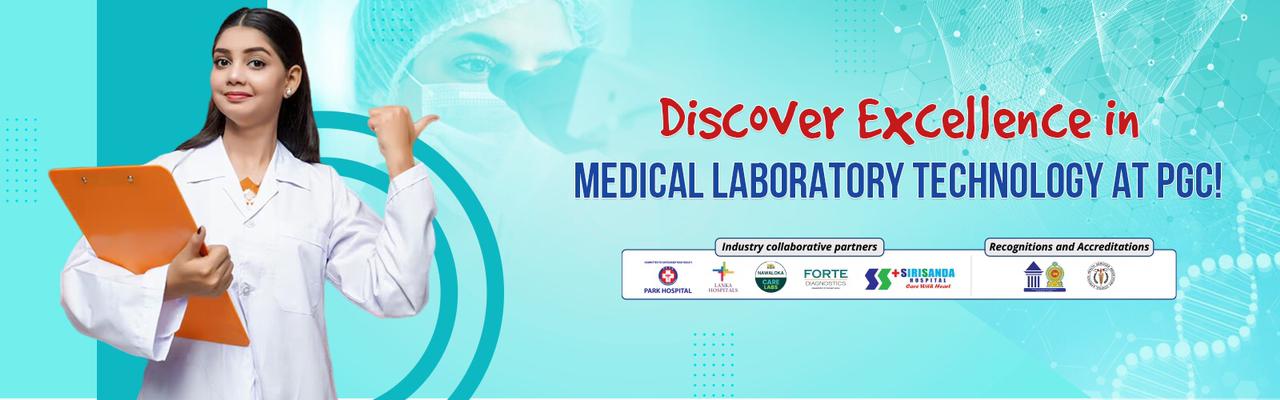 Discover Excellence in
MEDICAL LABORATORY TECHNOLOGY AT PGC!
Industry collaborative partners
Recognitions and Accreditations
PARK HOSPITAL
LANKA
HOSPITALS
NAWALOKA
CARE
LABS
FORTE
DIAGNOSTICS
SIRISANDA
HOSPITAL
Care With Heart